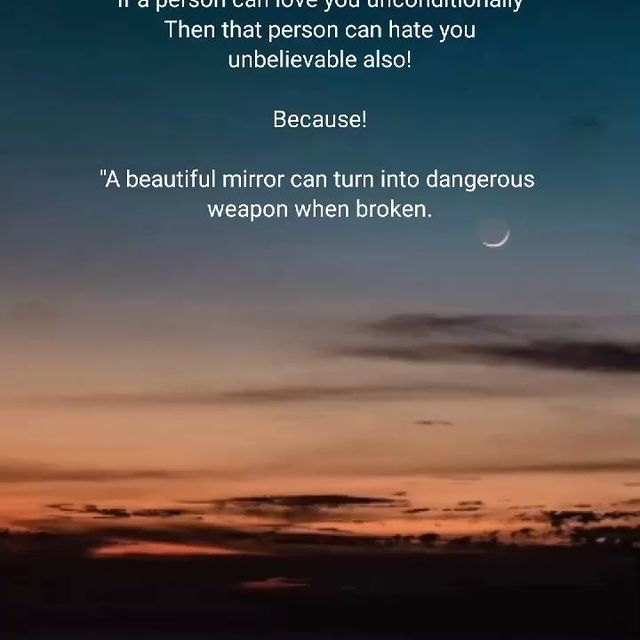 If a person can love you unconditionally
Then that person can hate you
unbelievable also!
Because!
"A beautiful mirror can turn into dangerous
weapon when broken.